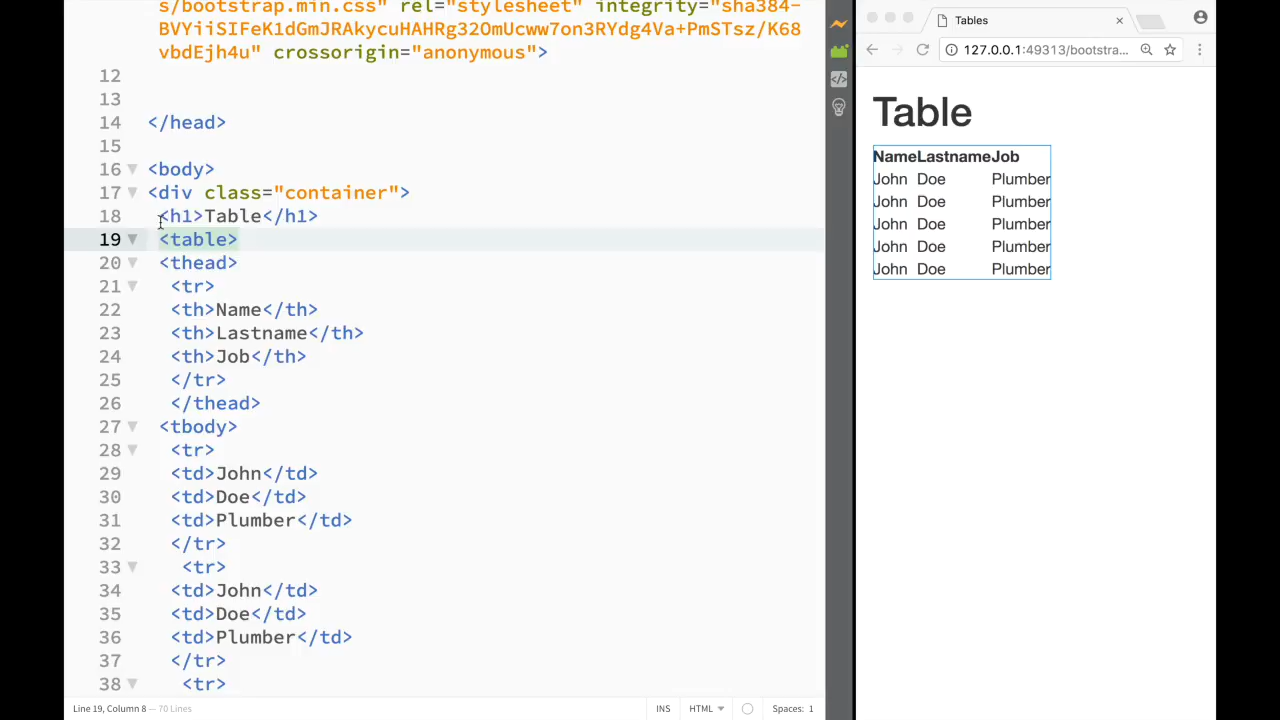 s/bootstrap.min.css" rel="stylesheet" integrity="sha384-
BVYiiSIFeK1dGmJRAkycuHAHRg32OmUcww7on3RYdg4Va+PmSTsz/K68
vbdEjh4u" crossorigin="anonymous">
12
13
14 </head>
15
16 <body>
17 <div class="container">
18 <h1>Table</h1>
19 <table>
20 <thead>
21 <tr>
22 <th>Name</th>
23 <th>Lastname</th>
24 <th>Job</th>
25 </tr>
26 </thead>
27 <tbody>
28 <tr>
29 <td>John</td>
30 <td>Doe</td>
31 <td>Plumber</td>
32 </tr>
33 <tr>
34 <td>John</td>
35 <td>Doe</td>
36 <td>Plumber</td>
37 </tr>
38 <tr>
Line 19, Column 8 — 70 Lines
INS
HTML
Spaces: 1
Tables
127.0.0.1:49313/bootstra...
Table
NameLastnameJob
John Doe Plumber
John Doe Plumber
John Doe Plumber
John Doe Plumber
John Doe Plumber